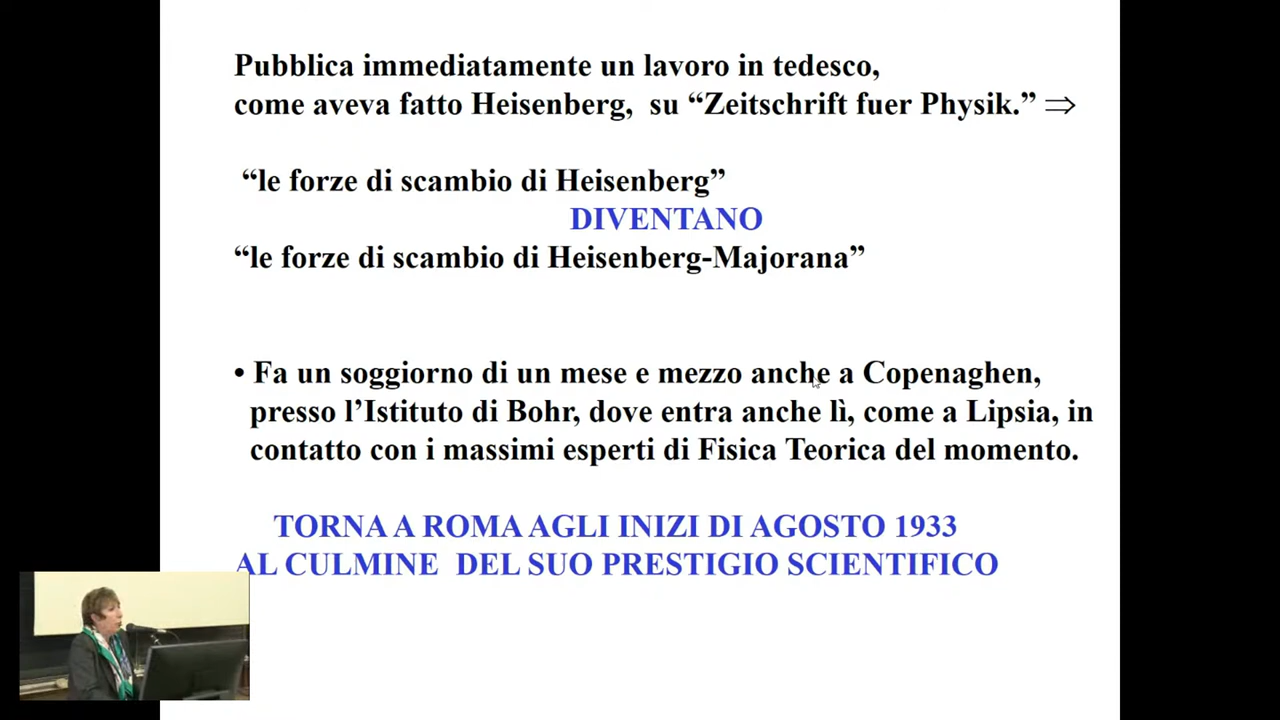 Pubblica immediatamente un lavoro in tedesco,
come aveva fatto Heisenberg, su “Zeitschrift fuer Physik.” ⇒
“le forze di scambio di Heisenberg”
DIVENTANO
“le forze di scambio di Heisenberg-Majorana”
• Fa un soggiorno di un mese e mezzo anche a Copenaghen,
presso l’Istituto di Bohr, dove entra anche lì, come a Lipsia, in
contatto con i massimi esperti di Fisica Teorica del momento.
TORNA A ROMA AGLI INIZI DI AGOSTO 1933
AL CULMINE DEL SUO PRESTIGIO SCIENTIFICO